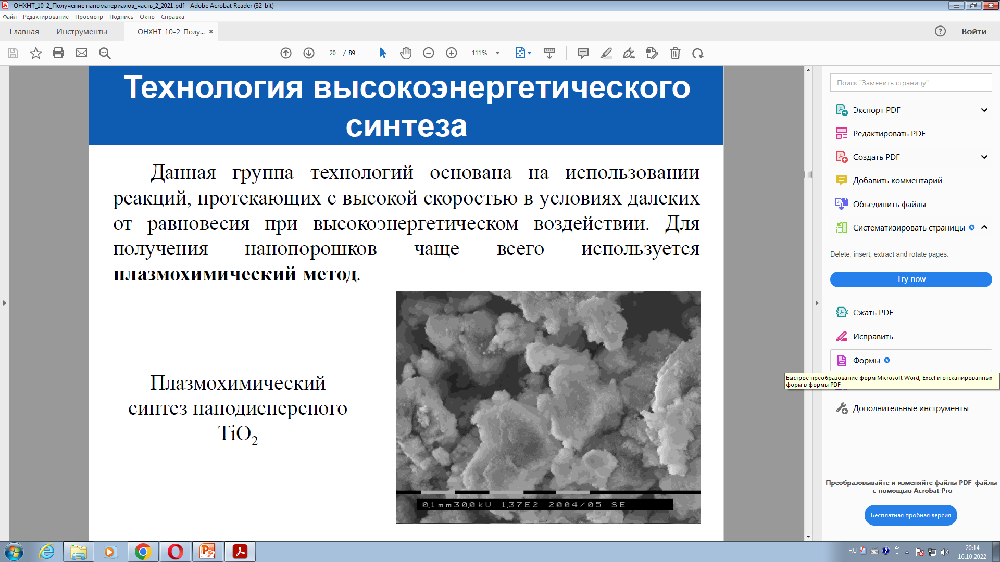 ОНХНТ_10-2_Получение наноматериалов_часть_2_2021.pdf - Adobe Acrobat Reader (32-bit)
Файл Редактирование Просмотр Подпись Окно Справка
Главная Инструменты ОНХНТ_10-2_Полу... × Войти
20 / 89 111%
Технология высокоэнергетического
синтеза
Данная группа технологий основана на использовании
реакций, протекающих с высокой скоростью в условиях далеких
от равновесия при высокоэнергетическом воздействии. Для
получения нанопорошков чаще всего используется
плазмохимический метод.
Плазмохимический
синтез нанодисперсного
TiO2
0,1mm30,0kV 1,37E2 2004/05 SE
Поиск "Заменить страницу"
Экспорт PDF
Редактировать PDF
Создать PDF
Добавить комментарий
Объединить файлы
Систематизировать страницы
Delete, insert, extract and rotate pages.
Try now
Сжать PDF
Исправить
Формы
Быстрое преобразование форм Microsoft Word, Excel и отсканированных
форм в формы PDF
Дополнительные инструменты
Преобразовывайте и изменяйте файлы PDF-файлы
с помощью Acrobat Pro
Бесплатная пробная версия
RU
20:14
16.10.2022